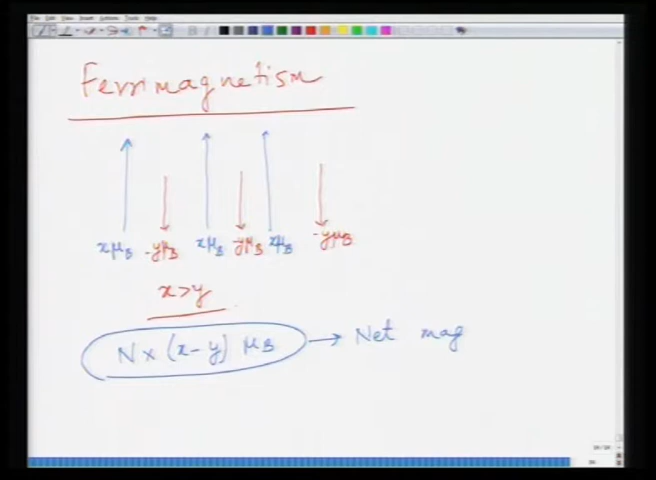 Ferrimagnetism
xμB -yμB xμB -yμB xμB -yμB
x>y
N x (x-y) μB → Net mag